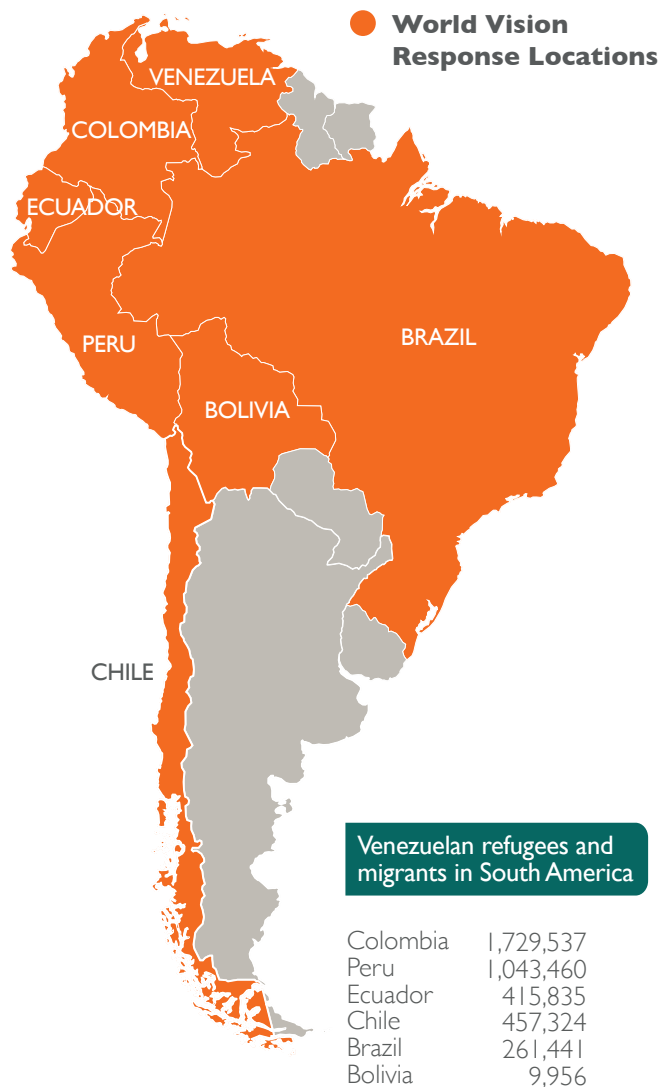 World Vision
Response Locations
VENEZUELA
COLOMBIA
ECUADOR
PERU
BRAZIL
BOLIVIA
CHILE
Venezuelan refugees and
migrants in South America
Colombia 1,729,537
Peru 1,043,460
Ecuador 415,835
Chile 457,324
Brazil 261,441
Bolivia 9,956